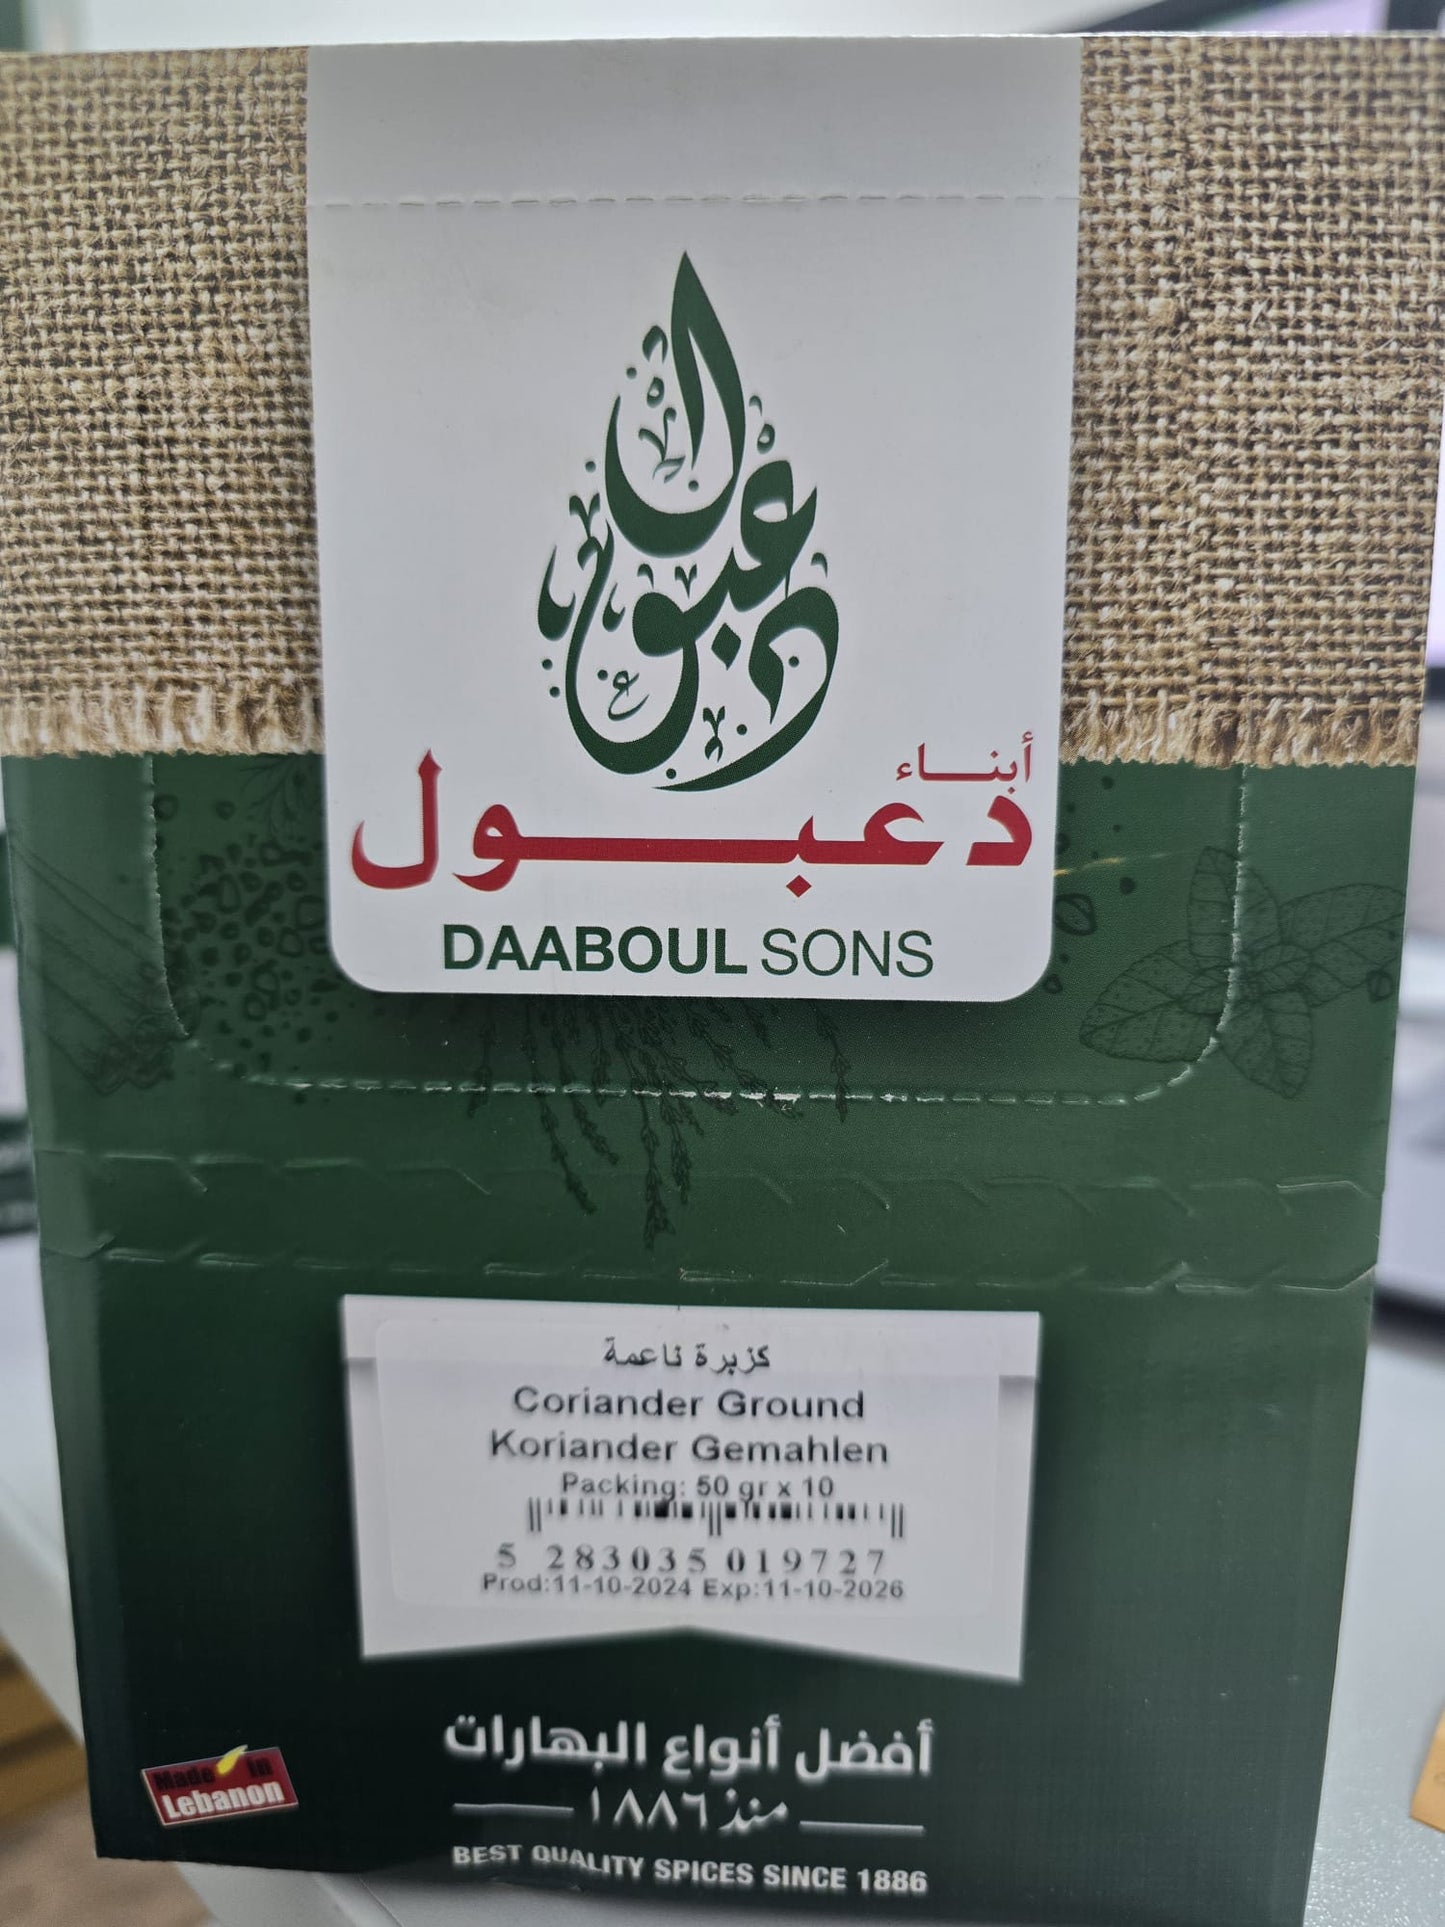 دعبول
أبناء
دعبول
DAABOUL SONS
كزبرة ناعمة
Coriander Ground
Koriander Gemahlen
Packing: 50 gr x 10
5 283035 019727
Prod:11-10-2024 Exp:11-10-2026
أفضل أنواع البهارات
منذ ١٨٨٦
BEST QUALITY SPICES SINCE 1886
Made in
Lebanon